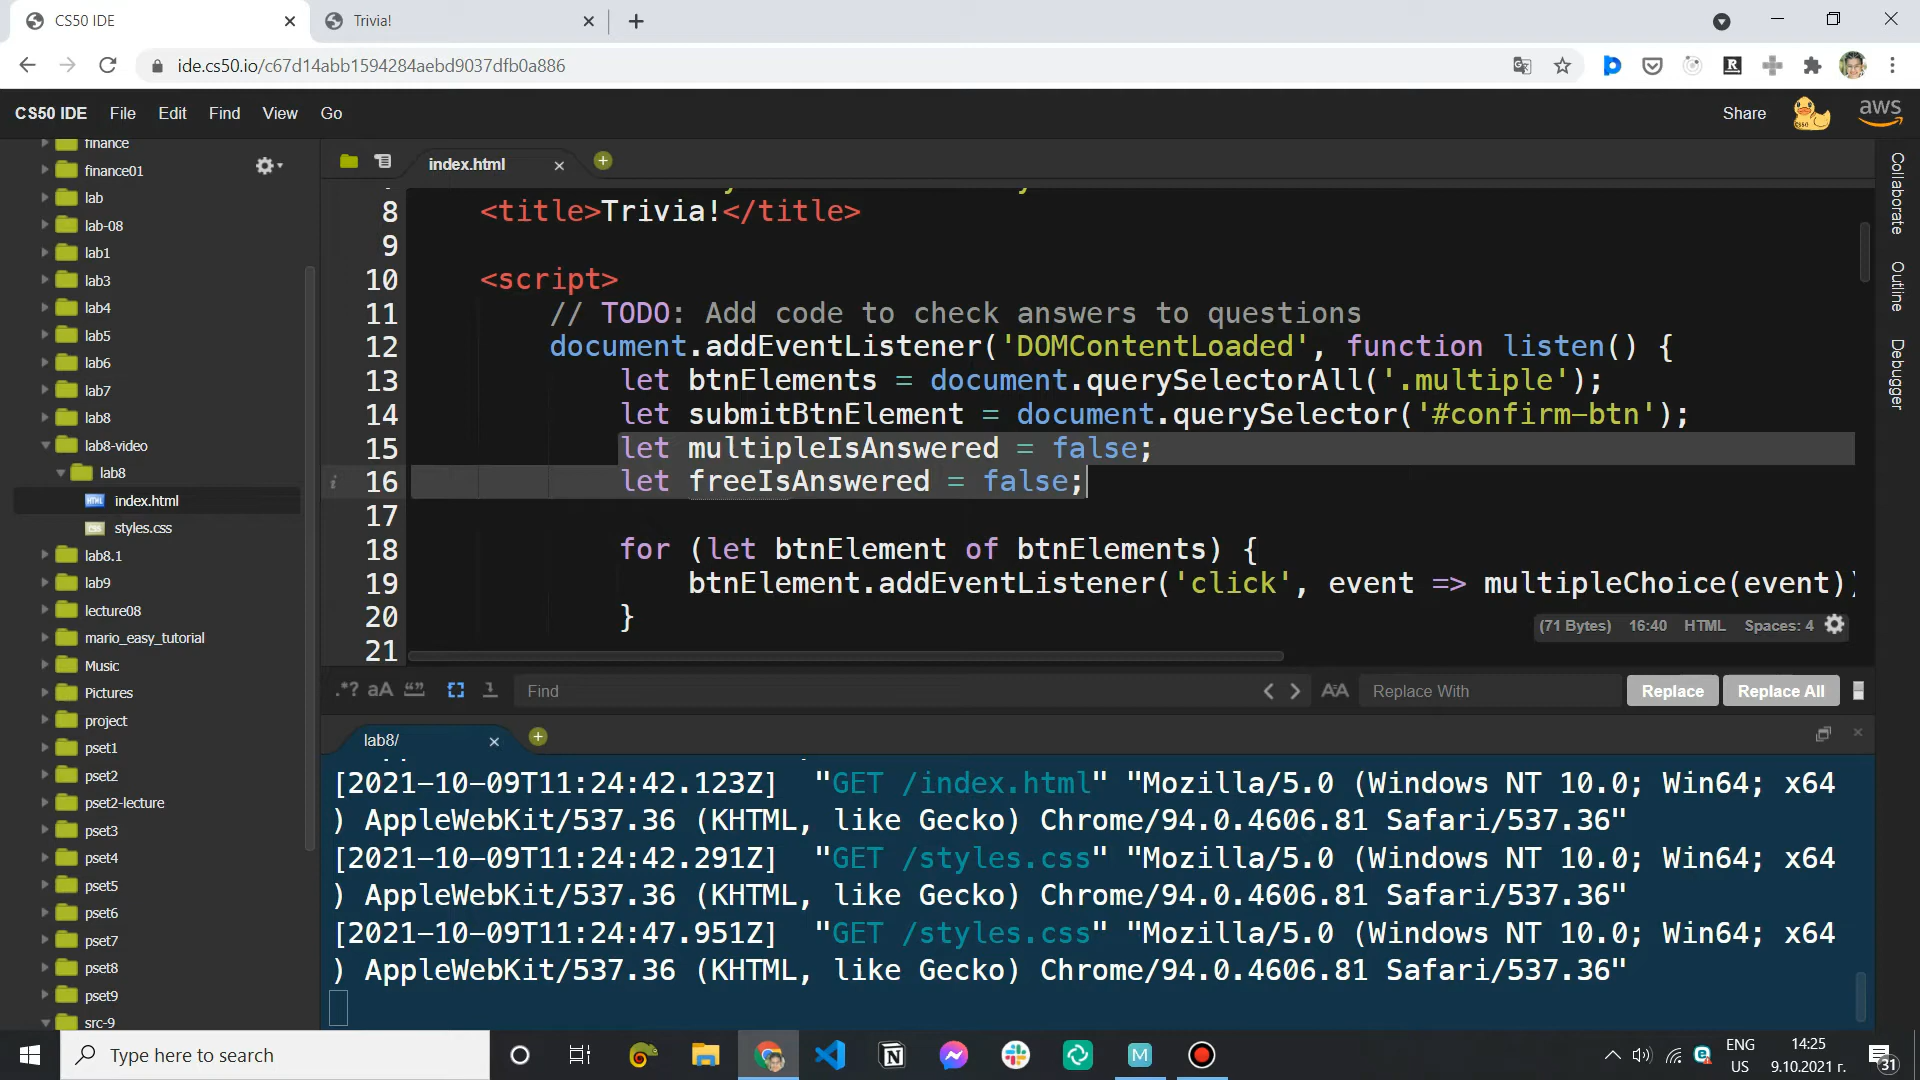 CS50 IDE
Trivia!
ide.cs50.io/c67d14abb1594284aebd9037dfb0a886
CS50 IDE File Edit Find View Go
Share
aws
finance
finance01
lab
lab-08
lab1
lab3
lab4
lab5
lab6
lab7
lab8
lab8-video
lab8
index.html
styles.css
lab8.1
lab9
lecture08
mario_easy_tutorial
Music
Pictures
project
pset1
pset2
pset2-lecture
pset3
pset4
pset5
pset6
pset7
pset8
pset9
src-9
index.html
8 <title>Trivia!</title>
9
10 <script>
11 // TODO: Add code to check answers to questions
12 document.addEventListener('DOMContentLoaded', function listen() {
13 let btnElements = document.querySelectorAll('.multiple');
14 let submitBtnElement = document.querySelector('#confirm-btn');
15 let multipleIsAnswered = false;
16 let freeIsAnswered = false;
17
18 for (let btnElement of btnElements) {
19 btnElement.addEventListener('click', event => multipleChoice(event))
20 }
21
(71 Bytes) 16:40 HTML Spaces: 4
.*? aA
Find
Replace With
Replace
Replace All
lab8/
[2021-10-09T11:24:42.123Z] "GET /index.html" "Mozilla/5.0 (Windows NT 10.0; Win64; x64
) AppleWebKit/537.36 (KHTML, like Gecko) Chrome/94.0.4606.81 Safari/537.36"
[2021-10-09T11:24:42.291Z] "GET /styles.css" "Mozilla/5.0 (Windows NT 10.0; Win64; x64
) AppleWebKit/537.36 (KHTML, like Gecko) Chrome/94.0.4606.81 Safari/537.36"
[2021-10-09T11:24:47.951Z] "GET /styles.css" "Mozilla/5.0 (Windows NT 10.0; Win64; x64
) AppleWebKit/537.36 (KHTML, like Gecko) Chrome/94.0.4606.81 Safari/537.36"
Collaborate
Outline
Debugger
Type here to search
ENG
US
14:25
9.10.2021 г.
31